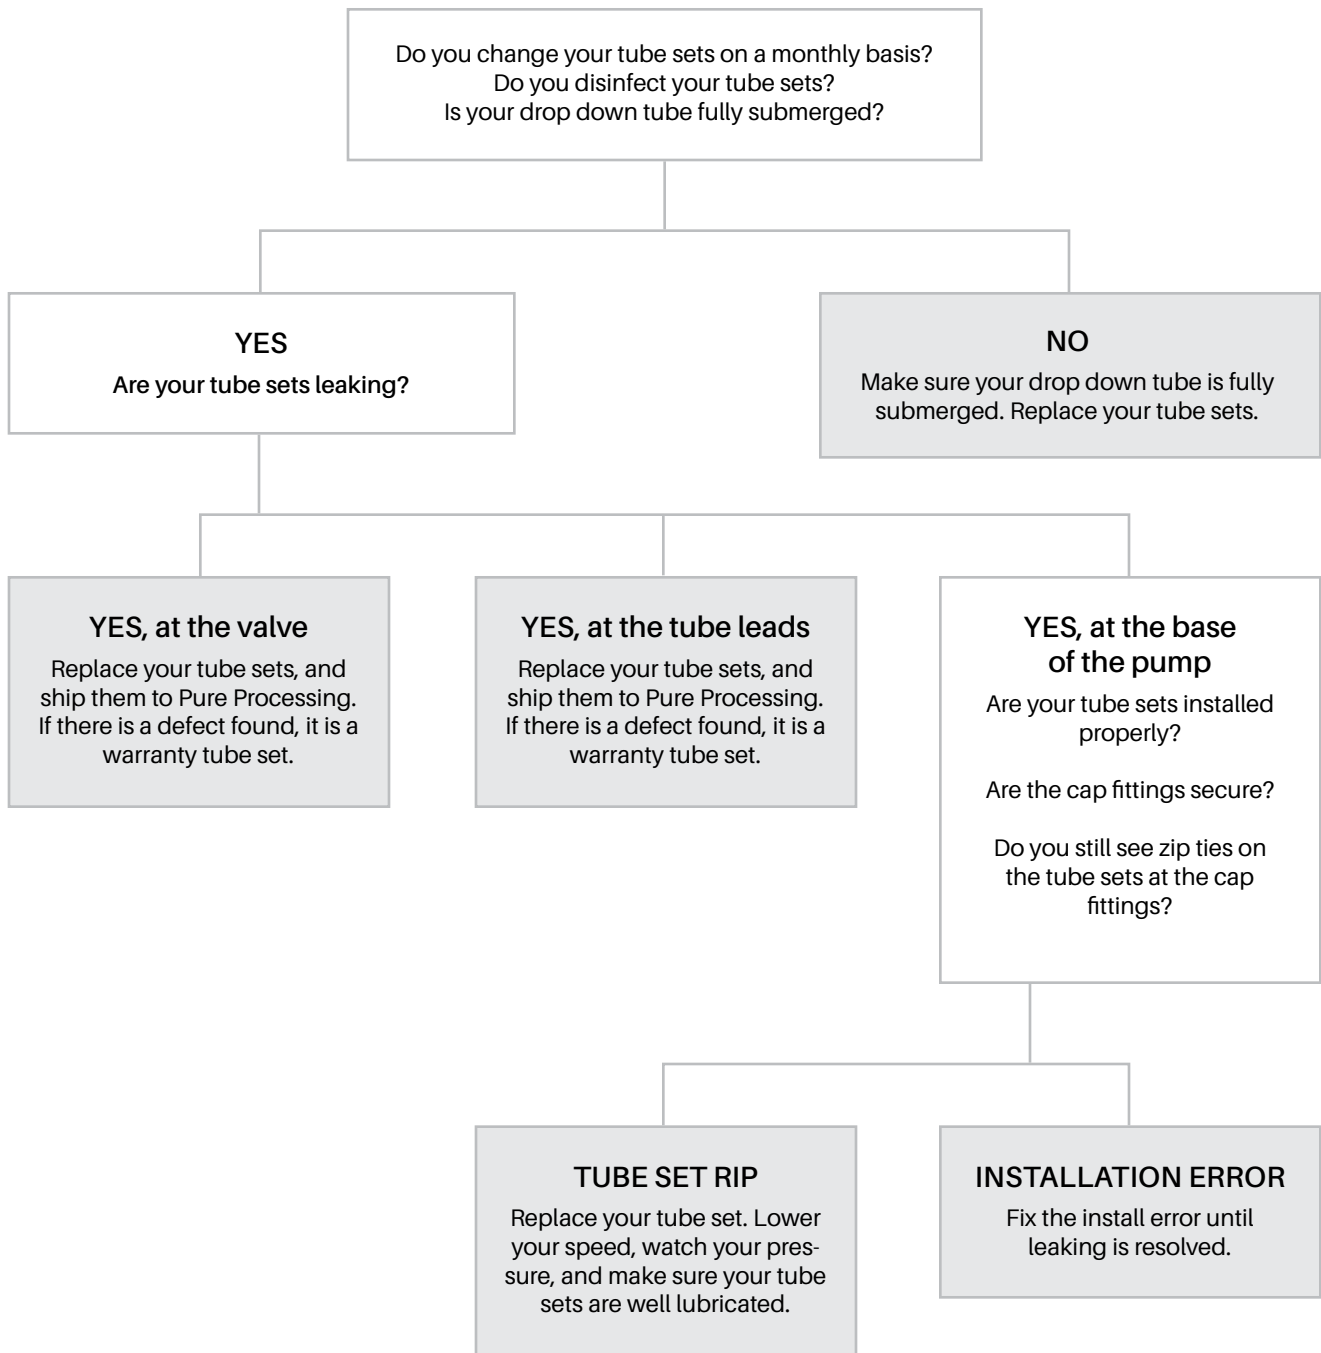 Do you change your tube sets on a monthly basis?
Do you disinfect your tube sets?
Is your drop down tube fully submerged?
YES
Are your tube sets leaking?
NO
Make sure your drop down tube is fully
submerged. Replace your tube sets.
YES, at the valve
Replace your tube sets, and
ship them to Pure Processing.
If there is a defect found, it is a
warranty tube set.
YES, at the tube leads
Replace your tube sets, and
ship them to Pure Processing.
If there is a defect found, it is a
warranty tube set.
YES, at the base
of the pump
Are your tube sets installed
properly?
Are the cap fittings secure?
Do you still see zip ties on
the tube sets at the cap
fittings?
TUBE SET RIP
Replace your tube set. Lower
your speed, watch your pres-
sure, and make sure your tube
sets are well lubricated.
INSTALLATION ERROR
Fix the install error until
leaking is resolved.